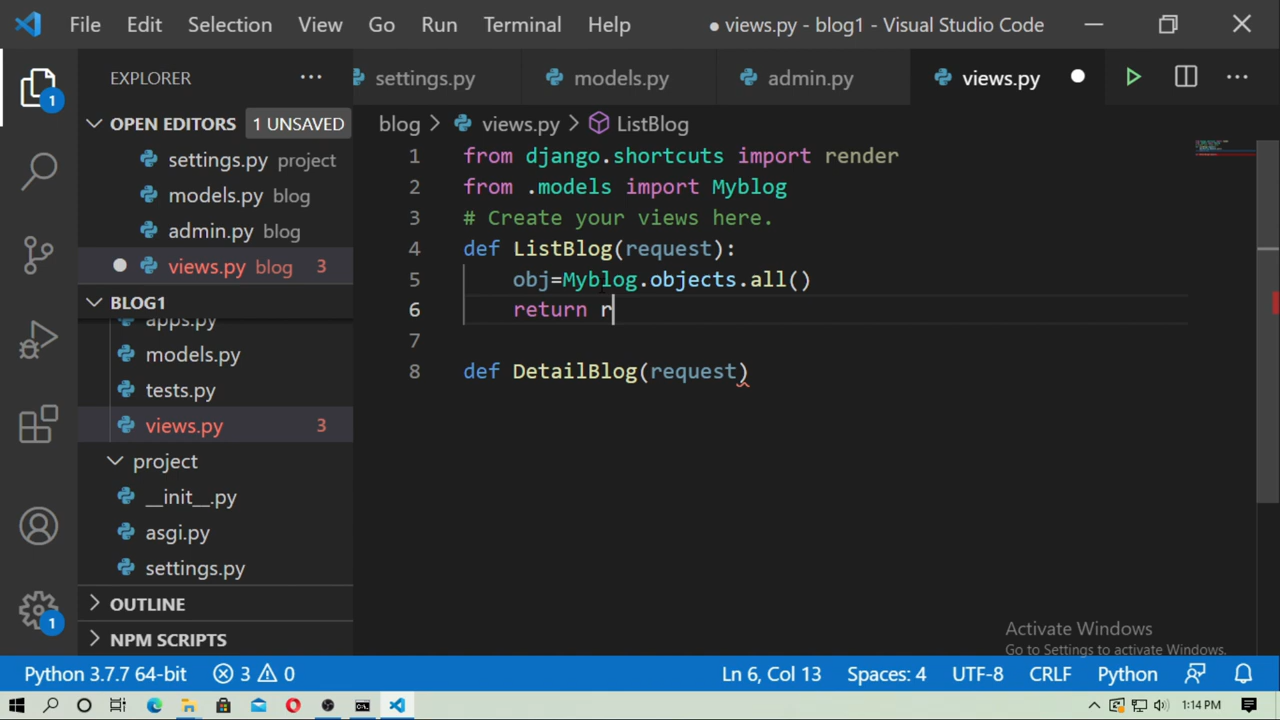 File Edit Selection View Go Run Terminal Help ● views.py - blog1 - Visual Studio Code
EXPLORER ···
settings.py models.py admin.py views.py
OPEN EDITORS 1 UNSAVED
settings.py project
models.py blog
admin.py blog
views.py blog 3
BLOG1
apps.py
models.py
tests.py
views.py 3
project
__init__.py
asgi.py
settings.py
OUTLINE
NPM SCRIPTS
1
1
blog > views.py > ListBlog
1 from django.shortcuts import render
2 from .models import Myblog
3 # Create your views here.
4 def ListBlog(request):
5 obj=Myblog.objects.all()
6 return r
7
8 def DetailBlog(request)
Activate Windows
Go to Settings to activate Windows.
Python 3.7.7 64-bit 3 0 Ln 6, Col 13 Spaces: 4 UTF-8 CRLF Python
1:14 PM